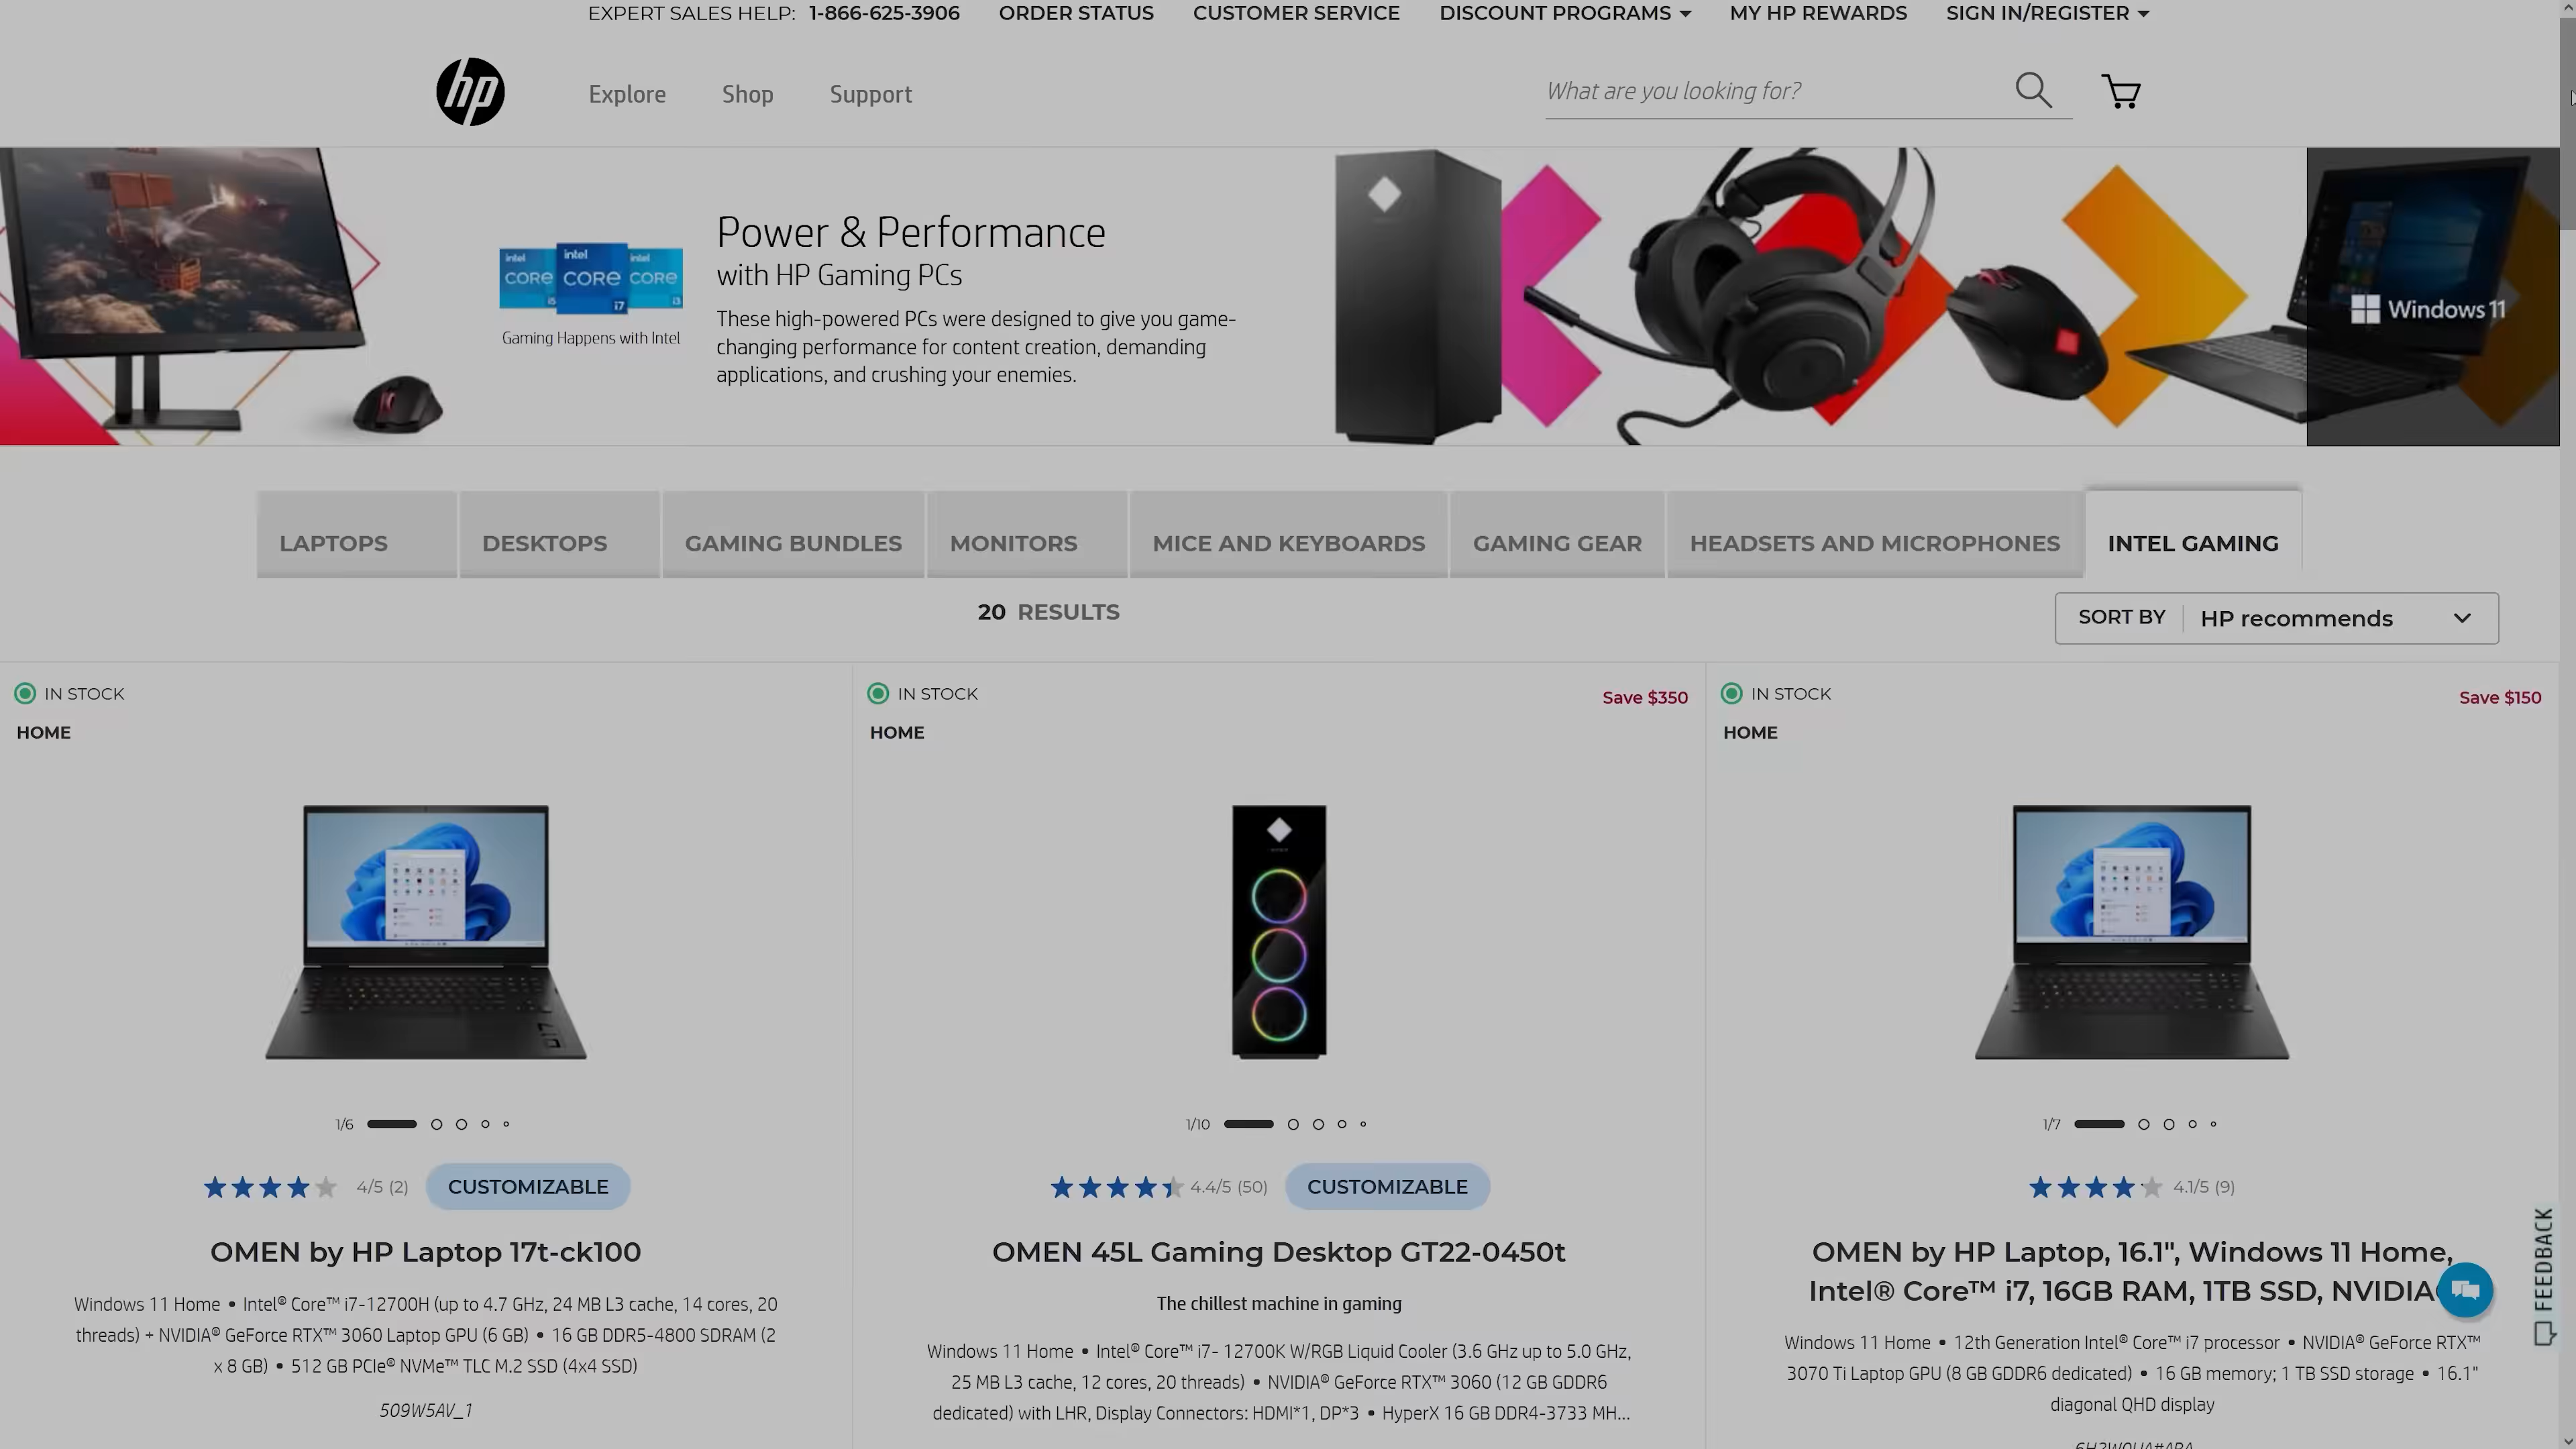 EXPERT SALES HELP: 1-866-625-3906 ORDER STATUS CUSTOMER SERVICE DISCOUNT PROGRAMS MY HP REWARDS SIGN IN/REGISTER
hp Explore Shop Support What are you looking for?
intel CORE i5 intel CORE i7 intel CORE i3
Gaming Happens with Intel
Power & Performance
with HP Gaming PCs
These high-powered PCs were designed to give you game-
changing performance for content creation, demanding
applications, and crushing your enemies.
Windows 11
LAPTOPS DESKTOPS GAMING BUNDLES MONITORS MICE AND KEYBOARDS GAMING GEAR HEADSETS AND MICROPHONES INTEL GAMING
20 RESULTS
SORT BY HP recommends
IN STOCK
HOME
1/6
4/5 (2) CUSTOMIZABLE
OMEN by HP Laptop 17t-ck100
Windows 11 Home • Intel® Core™ i7-12700H (up to 4.7 GHz, 24 MB L3 cache, 14 cores, 20
threads) + NVIDIA® GeForce RTX™ 3060 Laptop GPU (6 GB) • 16 GB DDR5-4800 SDRAM (2
x 8 GB) • 512 GB PCIe® NVMe™ TLC M.2 SSD (4x4 SSD)
509W5AV_1
IN STOCK Save $350
HOME
1/10
4.4/5 (50) CUSTOMIZABLE
OMEN 45L Gaming Desktop GT22-0450t
The chillest machine in gaming
Windows 11 Home • Intel® Core™ i7- 12700K W/RGB Liquid Cooler (3.6 GHz up to 5.0 GHz,
25 MB L3 cache, 12 cores, 20 threads) • NVIDIA® GeForce RTX™ 3060 (12 GB GDDR6
dedicated) with LHR, Display Connectors: HDMI*1, DP*3 • HyperX 16 GB DDR4-3733 MH...
IN STOCK Save $150
HOME
1/7
4.1/5 (9)
OMEN by HP Laptop, 16.1", Windows 11 Home,
Intel® Core™ i7, 16GB RAM, 1TB SSD, NVIDIA
Windows 11 Home • 12th Generation Intel® Core™ i7 processor • NVIDIA® GeForce RTX™
3070 Ti Laptop GPU (8 GB GDDR6 dedicated) • 16 GB memory; 1 TB SSD storage • 16.1"
diagonal QHD display
FEEDBACK